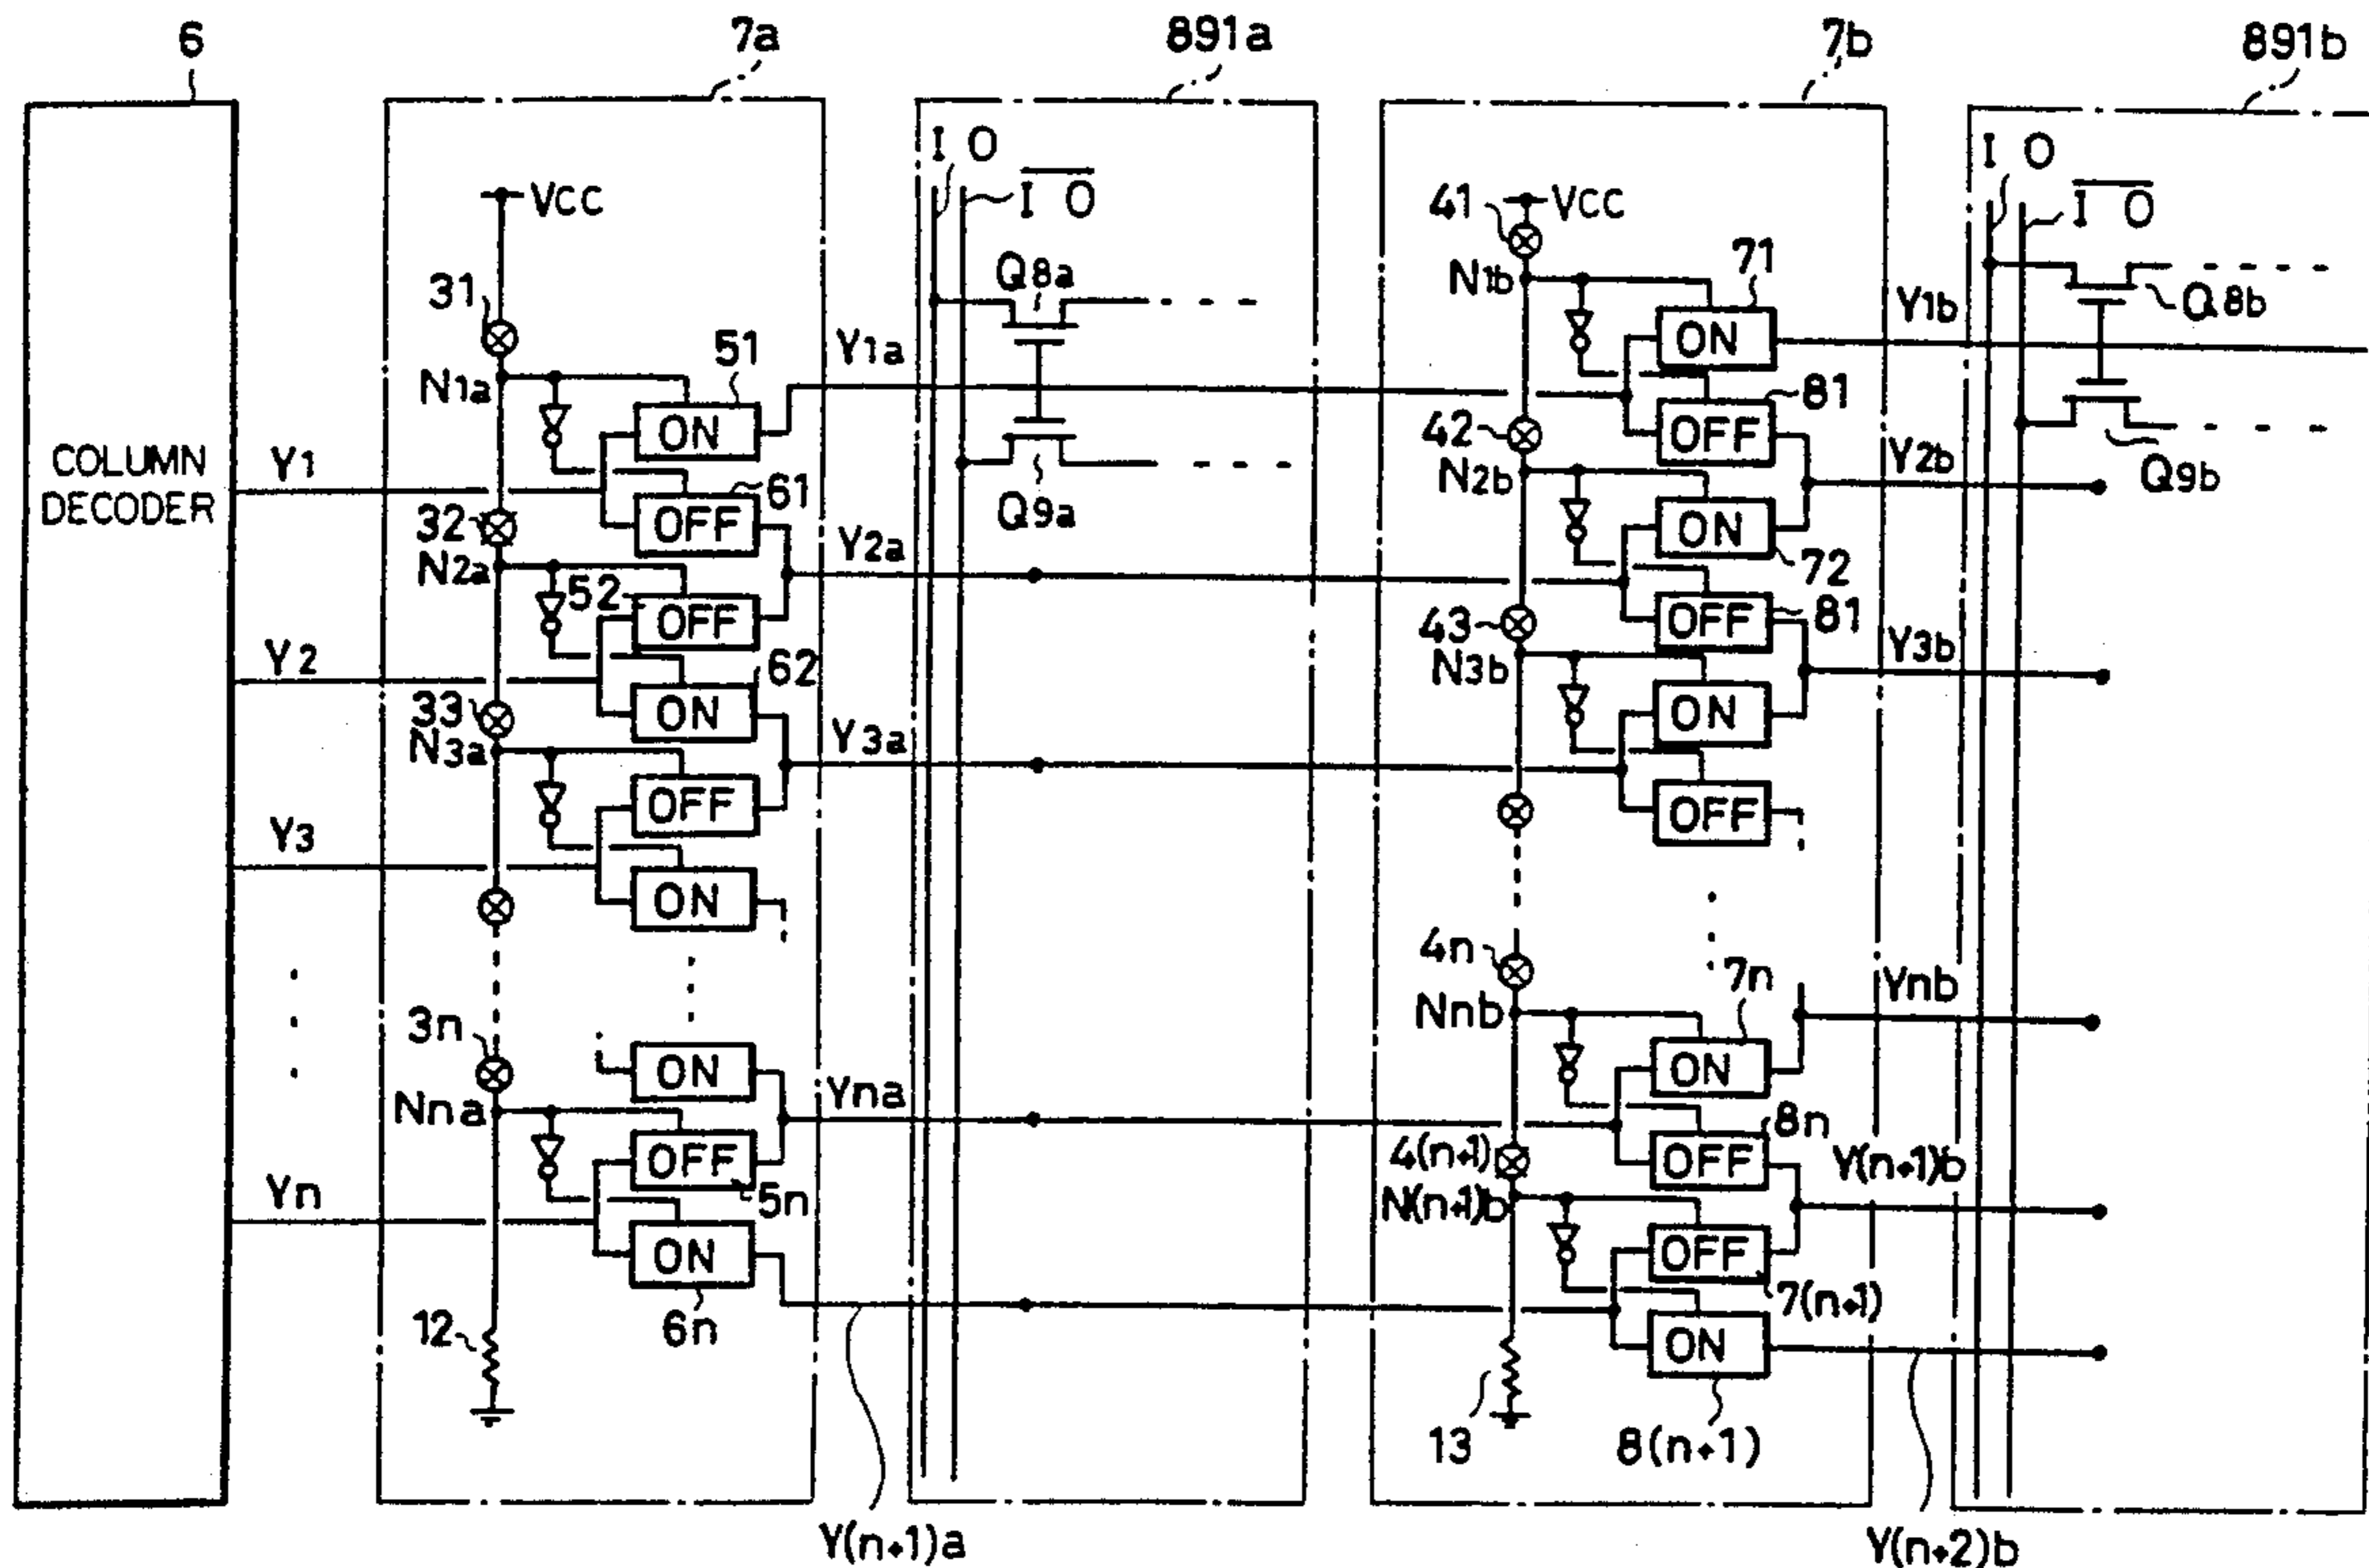 6
7a
891a
7b
891b
COLUMN
DECODER
Y1
Y2
Y3
Yn
VCC
31
N1a
51
ON
61
OFF
32
N2a
52
OFF
62
ON
33
N3a
OFF
ON
3n
Nna
ON
OFF
5n
ON
6n
12
Y1a
Y2a
Y3a
Yna
Y(n+1)a
IO
IO
Q8a
Q9a
VCC
41
N1b
71
ON
81
OFF
42
N2b
ON
72
OFF
81
43
N3b
ON
OFF
4n
Nnb
7n
ON
8n
OFF
4(n+1)
N(n+1)b
OFF
7(n+1)
ON
8(n+1)
13
Y1b
Y2b
Y3b
Ynb
Y(n+1)b
Y(n+2)b
IO
IO
Q8b
Q9b